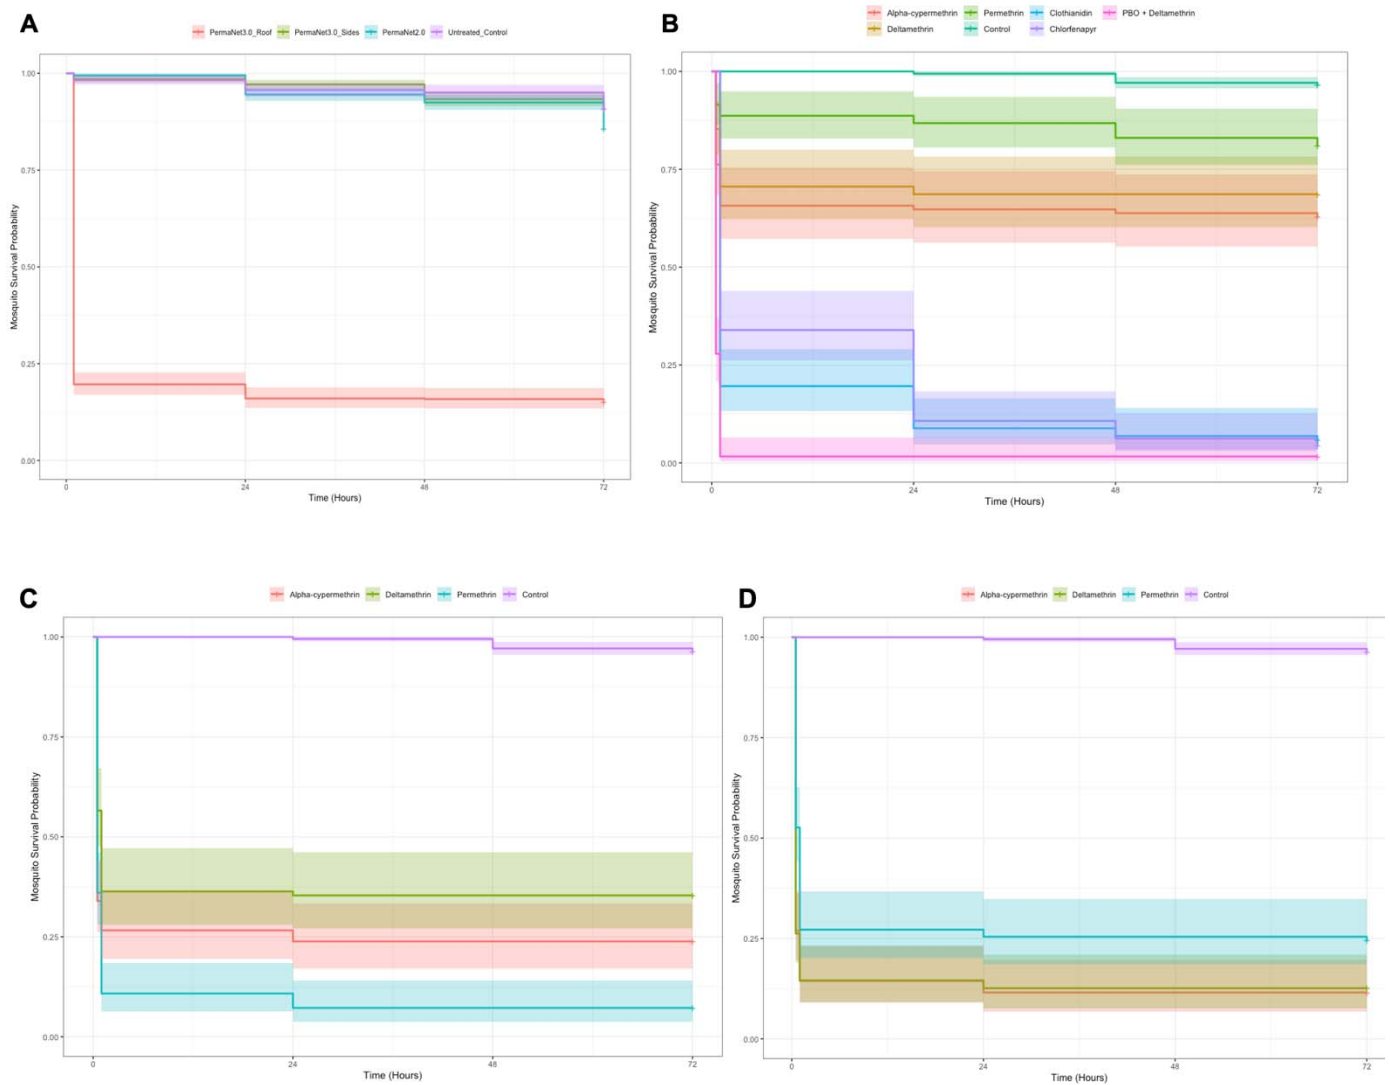 A
PermaNet3.0_Roof PermaNet3.0_Sides PermaNet2.0 Untreated_Control
1.00
0.75
0.50
0.25
0.00
Mosquito Survival Probability
0 24 48 72
Time (Hours)
B
Alpha-cypermethrin Permethrin Clothianidin PBO + Deltamethrin
Deltamethrin Control Chlorfenapyr
1.00
0.75
0.50
0.25
0.00
Mosquito Survival Probability
0 24 48 72
Time (Hours)
C
Alpha-cypermethrin Deltamethrin Permethrin Control
1.00
0.75
0.50
0.25
0.00
Mosquito Survival Probability
0 24 48 72
Time (Hours)
D
Alpha-cypermethrin Deltamethrin Permethrin Control
1.00
0.75
0.50
0.25
0.00
Mosquito Survival Probability
0 24 48 72
Time (Hours)